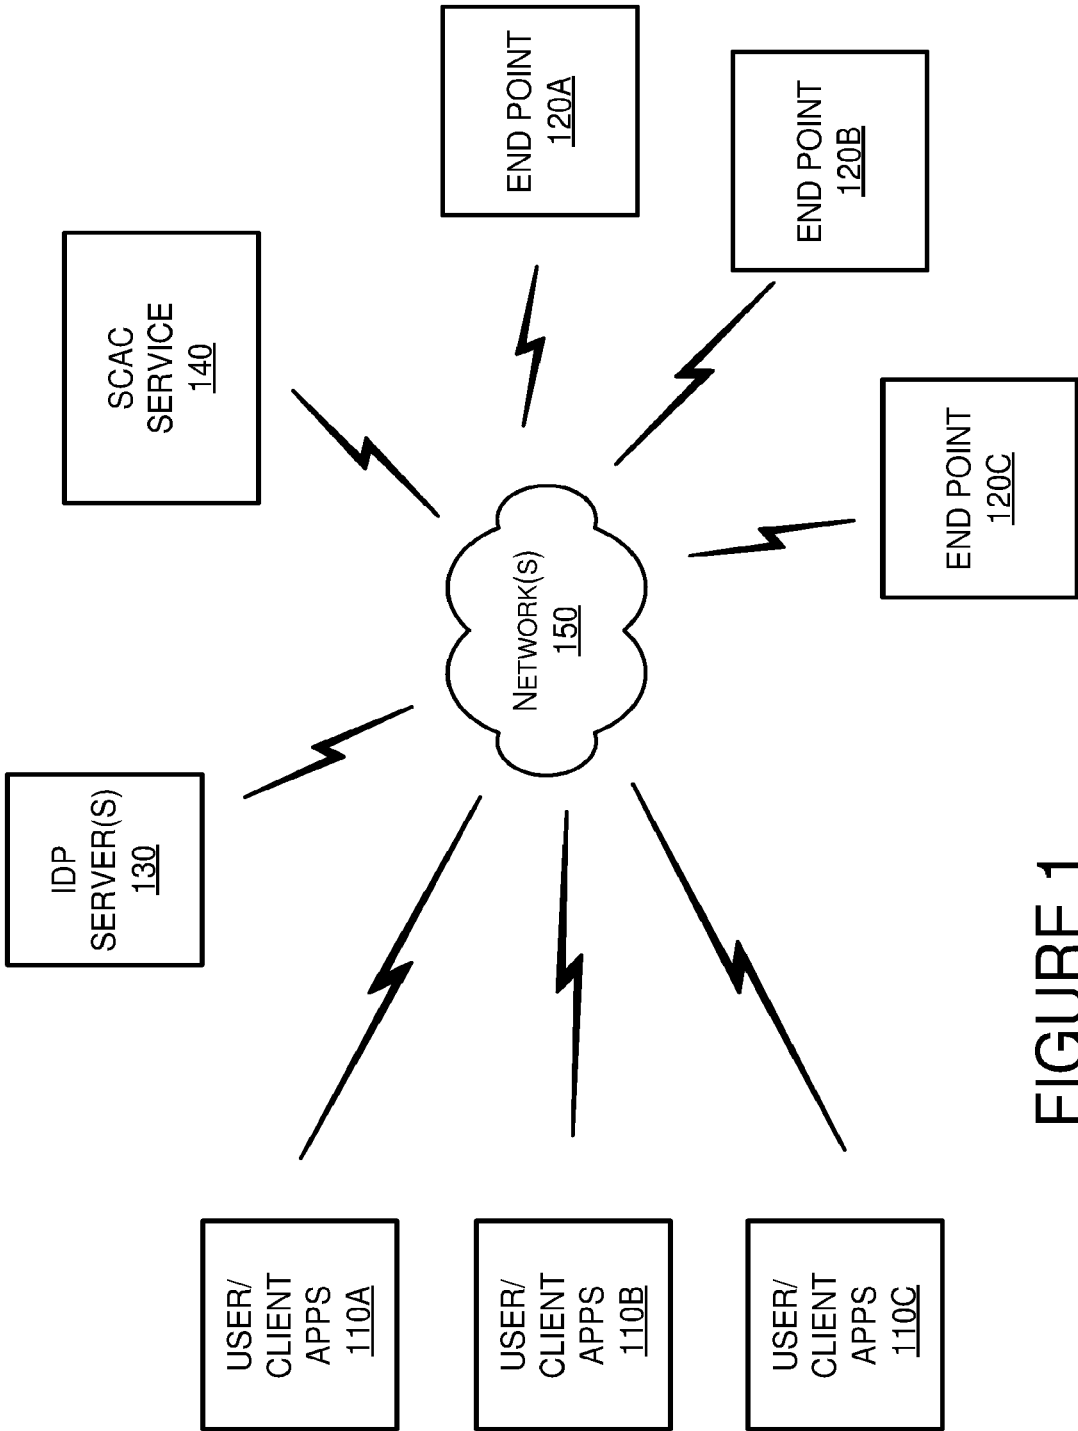 IDP
SERVER(S)
130
SCAC
SERVICE
140
USER/
CLIENT
APPS
110A
NETWORK(S)
150
END POINT
120A
USER/
CLIENT
APPS
110B
END POINT
120B
USER/
CLIENT
APPS
110C
END POINT
120C
FIGURE 1